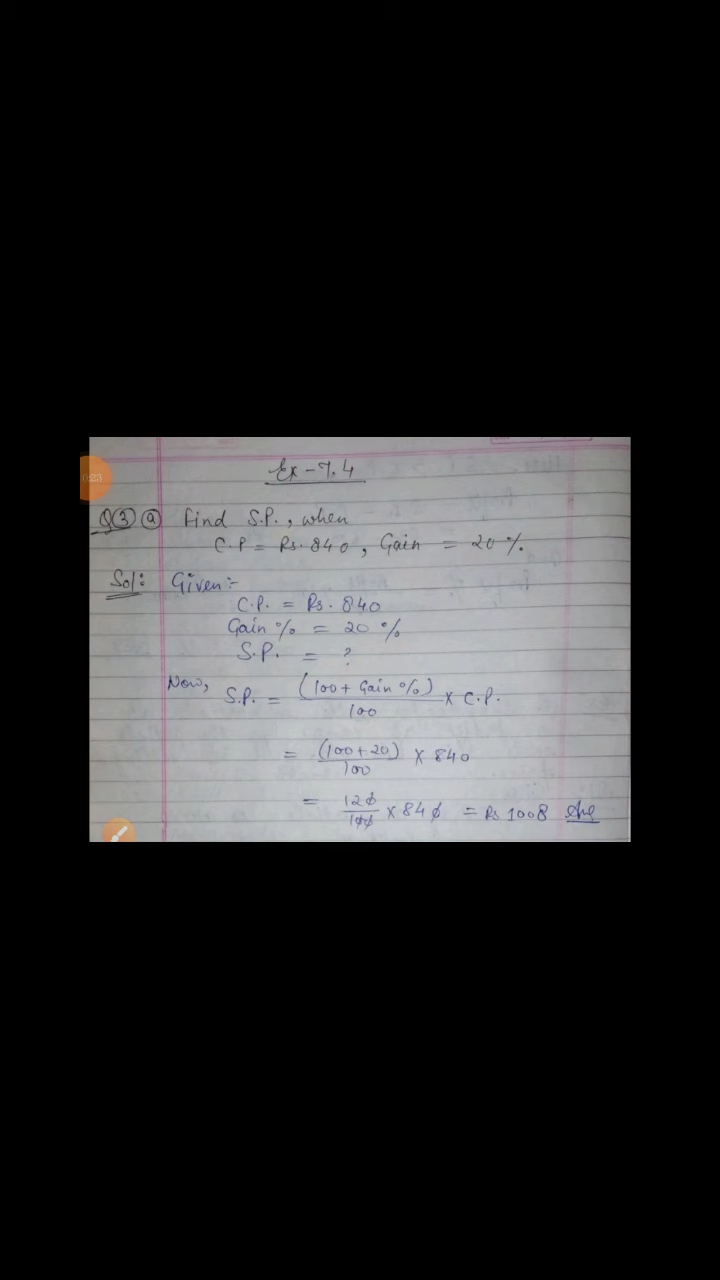 Ex - 7.4
Q③ ⓐ Find S.P., when
C.P = Rs. 840, Gain = 20 %.
Sol: Given:-
C.P. = Rs. 840
Gain % = 20 %
S.P. = ?
Now, S.P. = (100 + Gain %) / 100 × C.P.
= (100 + 20) / 100 × 840
= 120 / 100 × 840 = Rs 1008 Ans